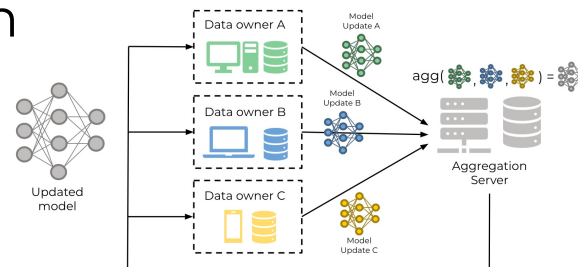 n
Data owner A
Model
Update A
agg( , , ) =
Data owner B
Model
Update B
Updated
model
Aggregation
Server
Data owner C
Model
Update C